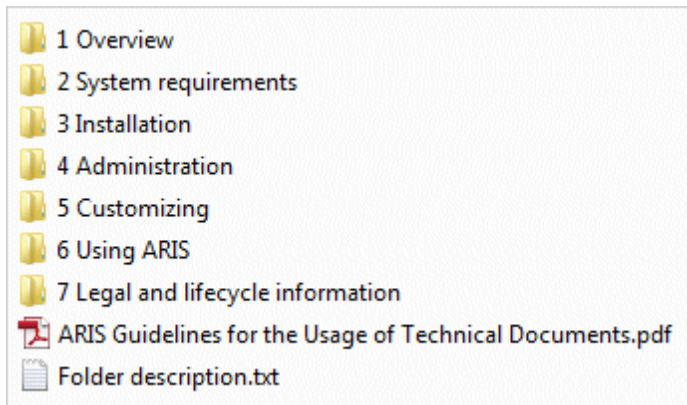 1 Overview
2 System requirements
3 Installation
4 Administration
5 Customizing
6 Using ARIS
7 Legal and lifecycle information
ARIS Guidelines for the Usage of Technical Documents.pdf
Folder description.txt